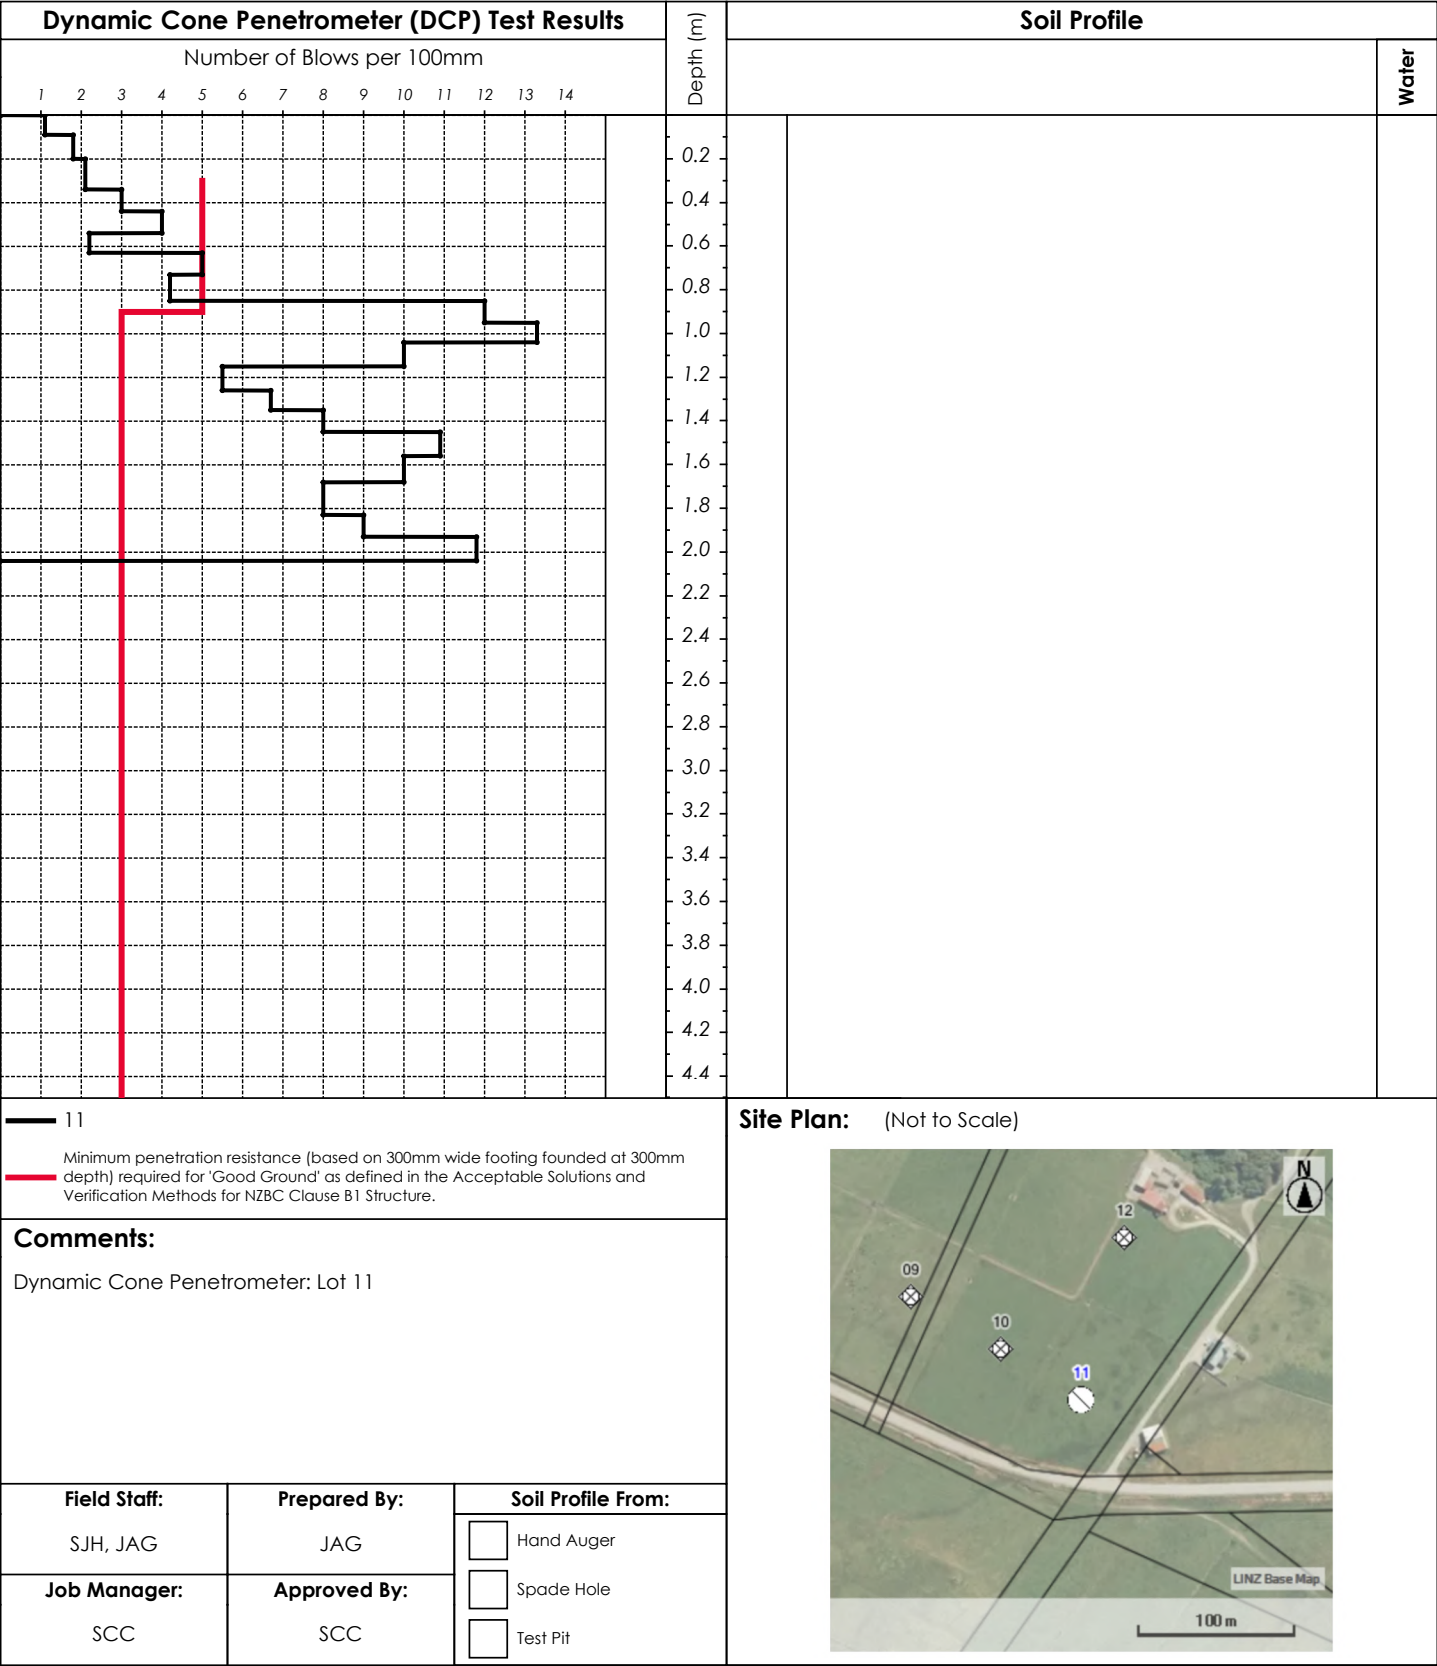 Dynamic Cone Penetrometer (DCP) Test Results
Number of Blows per 100mm
1 2 3 4 5 6 7 8 9 10 11 12 13 14
Depth (m)
Soil Profile
Water
0.2
0.4
0.6
0.8
1.0
1.2
1.4
1.6
1.8
2.0
2.2
2.4
2.6
2.8
3.0
3.2
3.4
3.6
3.8
4.0
4.2
4.4
11
Minimum penetration resistance (based on 300mm wide footing founded at 300mm
depth) required for 'Good Ground' as defined in the Acceptable Solutions and
Verification Methods for NZBC Clause B1 Structure.
Comments:
Dynamic Cone Penetrometer: Lot 11
Field Staff:
SJH, JAG
Prepared By:
JAG
Job Manager:
SCC
Approved By:
SCC
Soil Profile From:
Hand Auger
Spade Hole
Test Pit
Site Plan: (Not to Scale)
N
12
09
10
11
LINZ Base Map
100 m